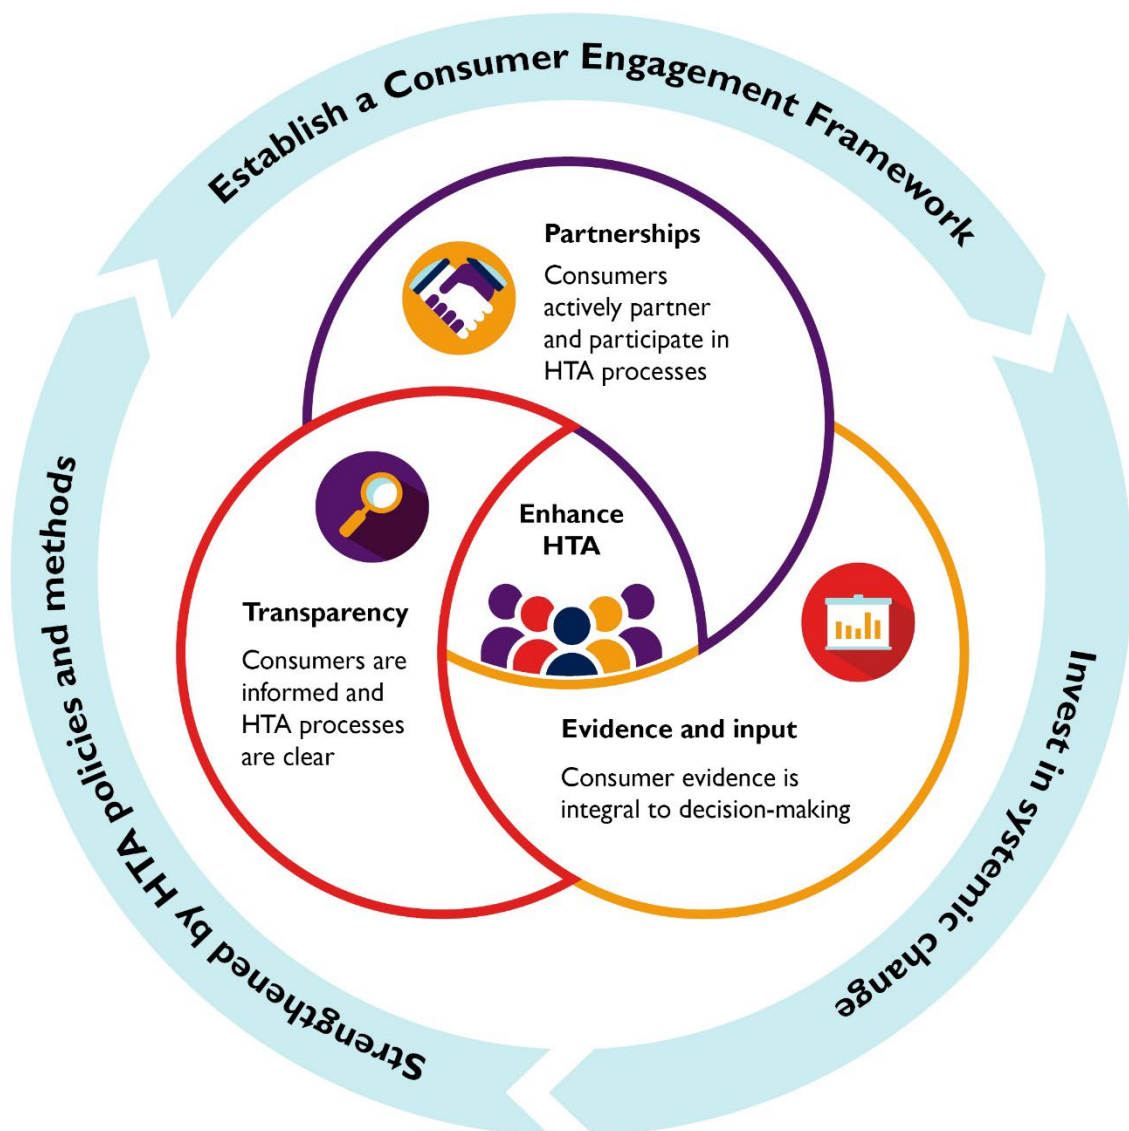 Establish a Consumer Engagement Framework
Partnerships
Consumers
actively partner
and participate in
HTA processes
Enhance
HTA
Transparency
Consumers are
informed and
HTA processes
are clear
Evidence and input
Consumer evidence is
integral to decision-making
Invest in systemic change
Strengthened by HTA policies and methods